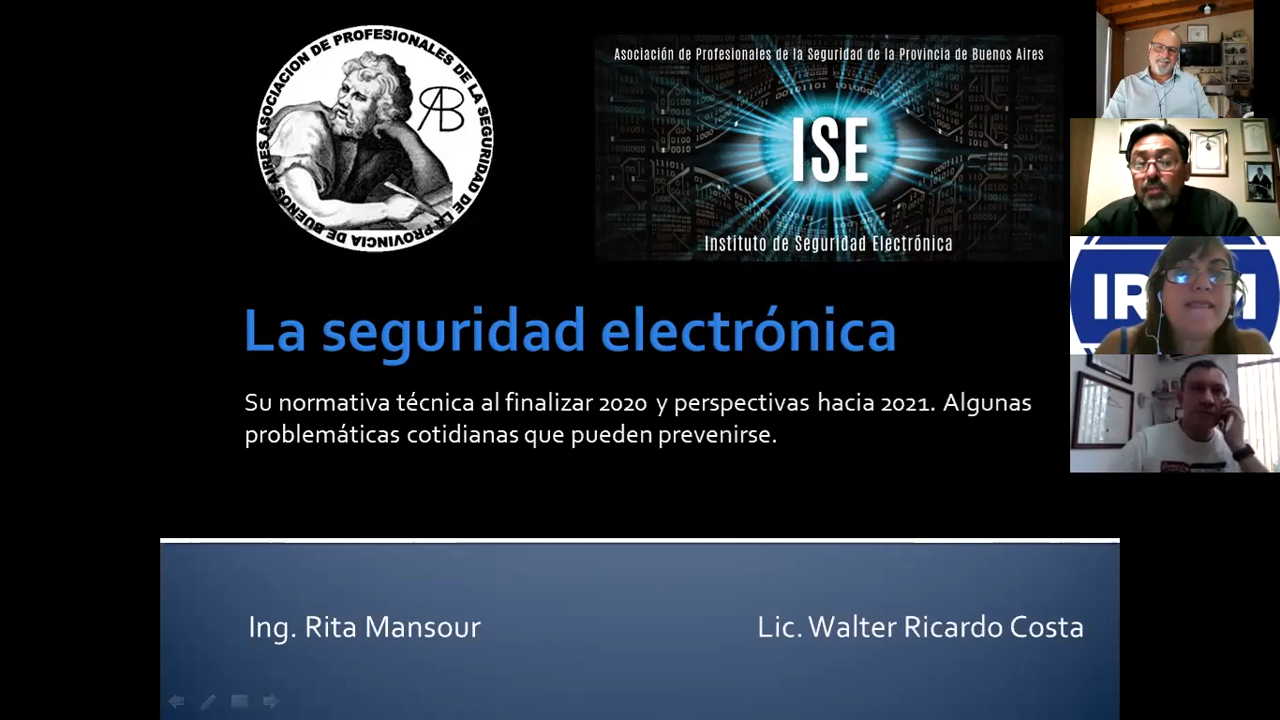 ASOCIACION DE PROFESIONALES DE LA SEGURIDAD DE LA PROVINCIA DE BUENOS AIRES
AB
Asociación de Profesionales de la Seguridad de la Provincia de Buenos Aires
ISE
Instituto de Seguridad Electrónica
La seguridad electrónica
Su normativa técnica al finalizar 2020 y perspectivas hacia 2021. Algunas
problemáticas cotidianas que pueden prevenirse.
Ing. Rita Mansour
Lic. Walter Ricardo Costa